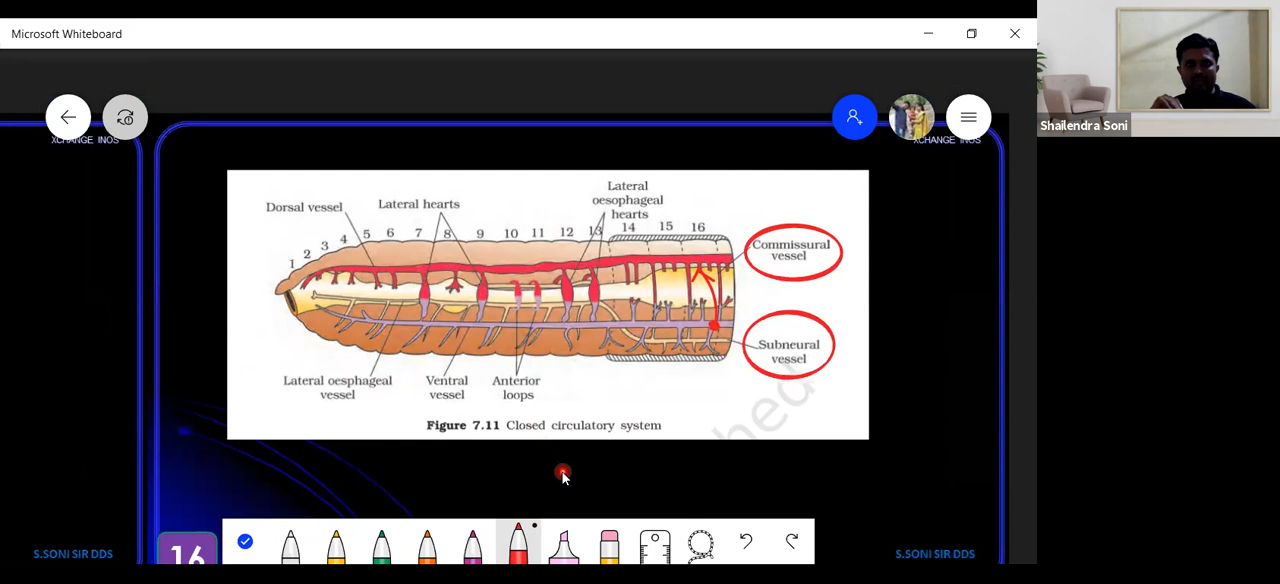 Microsoft Whiteboard
Shailendra Soni
XCHANGE INOS
XCHANGE INOS
Lateral
oesophageal
hearts
Dorsal vessel
Lateral hearts
1 2 3 4 5 6 7 8 9 10 11 12 13 14 15 16
Commissural
vessel
Subneural
vessel
Lateral oesphageal
vessel
Ventral
vessel
Anterior
loops
Figure 7.11 Closed circulatory system
hed
16
S.SONI SIR DDS
S.SONI SIR DDS